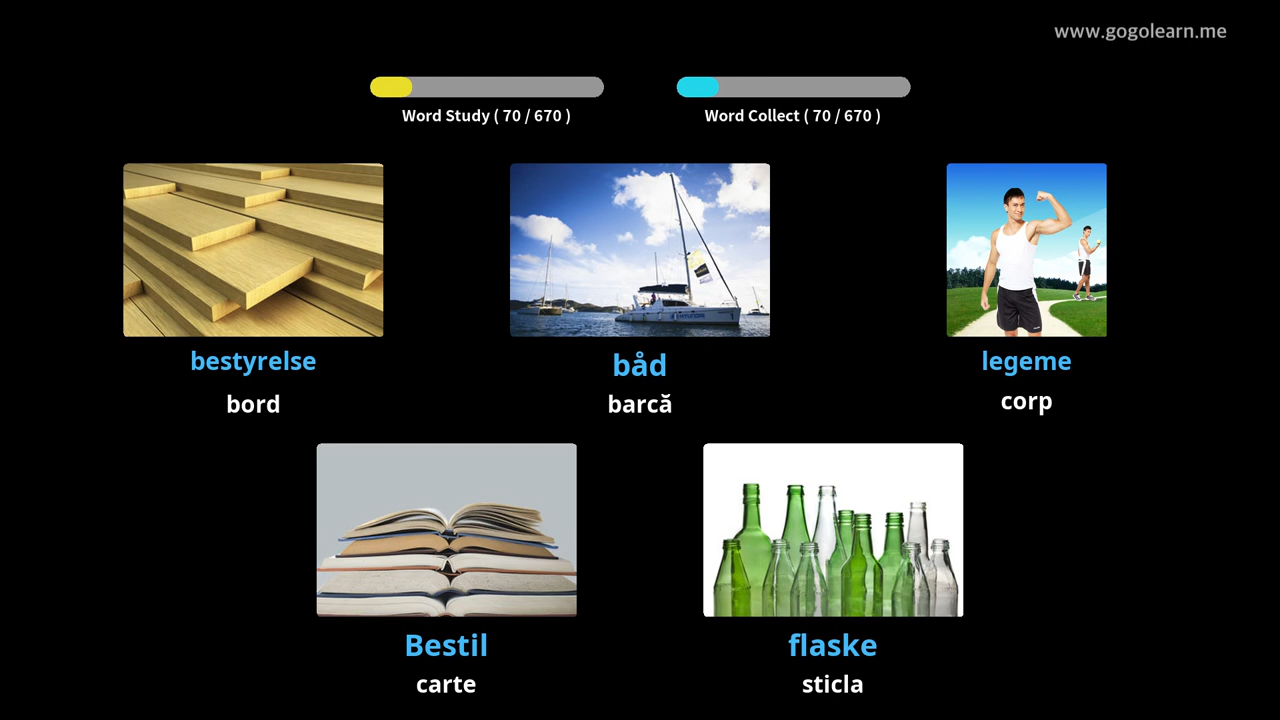 www.gogolearn.me
Word Study ( 70 / 670 )
Word Collect ( 70 / 670 )
bestyrelse
bord
båd
barcă
legeme
corp
Bestil
carte
flaske
sticla